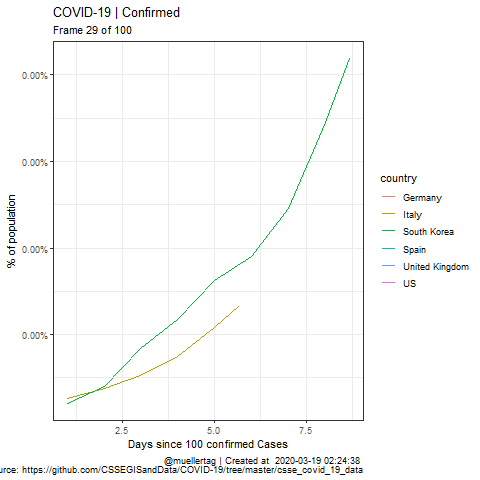 COVID-19 | Confirmed
Frame 29 of 100
0.00%
0.00%
0.00%
0.00%
% of population
2.5
5.0
7.5
Days since 100 confirmed Cases
country
Germany
Italy
South Korea
Spain
United Kingdom
US
@muellertag | Created at 2020-03-19 02:24:38
urce: https://github.com/CSSEGISandData/COVID-19/tree/master/csse_covid_19_data